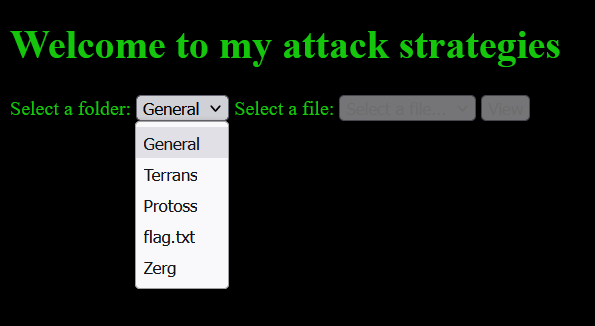 Welcome to my attack strategies
Select a folder: General Select a file: Select a file... View
General
Terrans
Protoss
flag.txt
Zerg